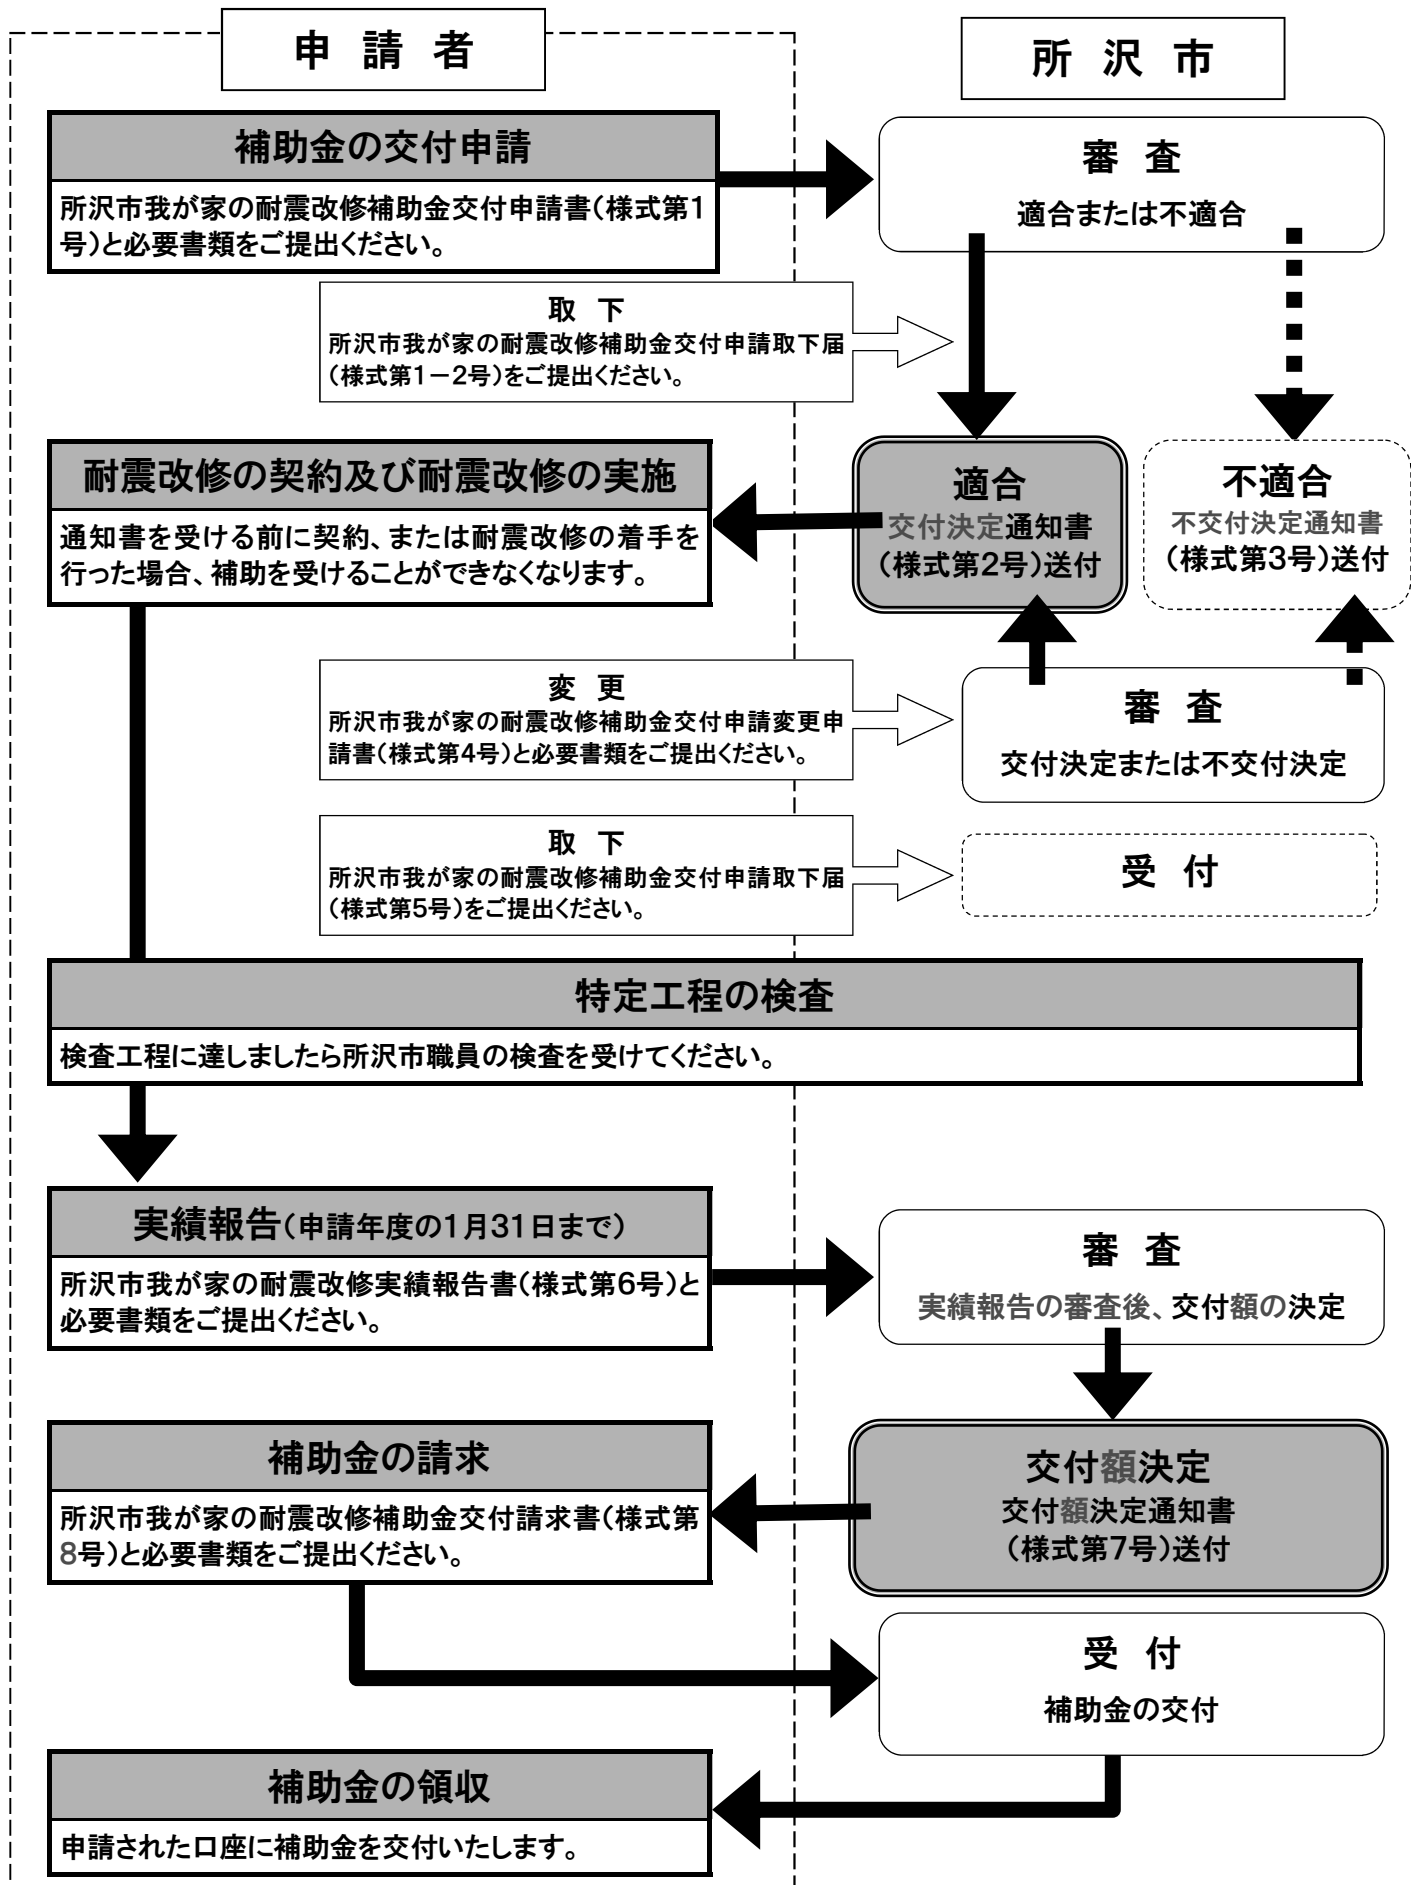 申 請 者
所 沢 市
補助金の交付申請
所沢市我が家の耐震改修補助金交付申請書(様式第1
号)と必要書類をご提出ください。
審 査
適合または不適合
取 下
所沢市我が家の耐震改修補助金交付申請取下届
(様式第1－2号)をご提出ください。
耐震改修の契約及び耐震改修の実施
通知書を受ける前に契約、または耐震改修の着手を
行った場合、補助を受けることができなくなります。
適合
交付決定通知書
(様式第2号)送付
不適合
不交付決定通知書
(様式第3号)送付
変 更
所沢市我が家の耐震改修補助金交付申請変更申
請書(様式第4号)と必要書類をご提出ください。
審 査
交付決定または不交付決定
取 下
所沢市我が家の耐震改修補助金交付申請取下届
(様式第5号)をご提出ください。
受 付
特定工程の検査
検査工程に達しましたら所沢市職員の検査を受けてください。
実績報告(申請年度の1月31日まで)
所沢市我が家の耐震改修実績報告書(様式第6号)と
必要書類をご提出ください。
審 査
実績報告の審査後、交付額の決定
補助金の請求
所沢市我が家の耐震改修補助金交付請求書(様式第
8号)と必要書類をご提出ください。
交付額決定
交付額決定通知書
(様式第7号)送付
受 付
補助金の交付
補助金の領収
申請された口座に補助金を交付いたします。